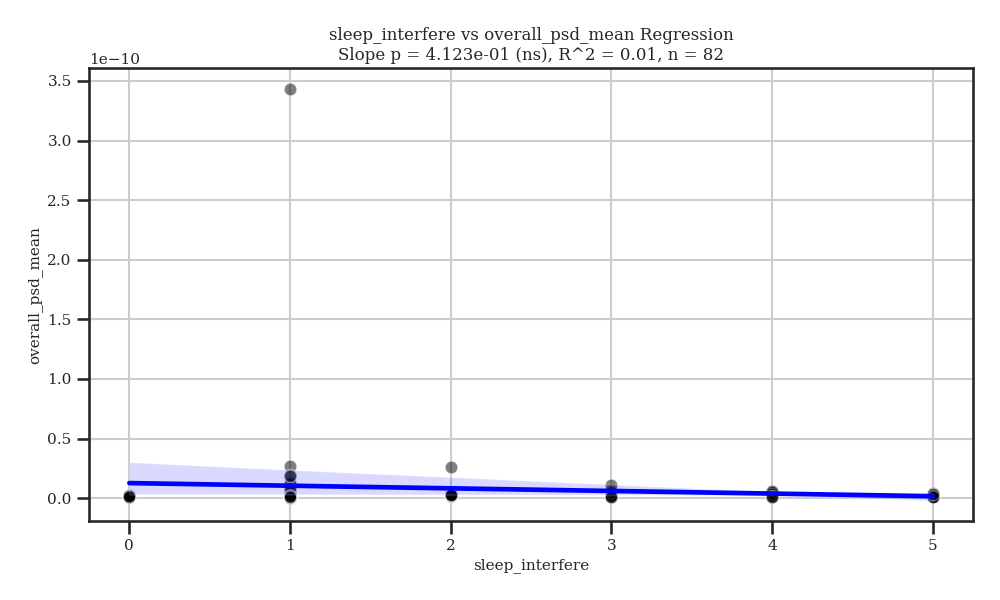 sleep_interfere vs overall_psd_mean Regression
Slope p = 4.123e-01 (ns), R^2 = 0.01, n = 82
1e−10
3.5
3.0
2.5
2.0
1.5
1.0
0.5
0.0
overall_psd_mean
0 1 2 3 4 5
sleep_interfere